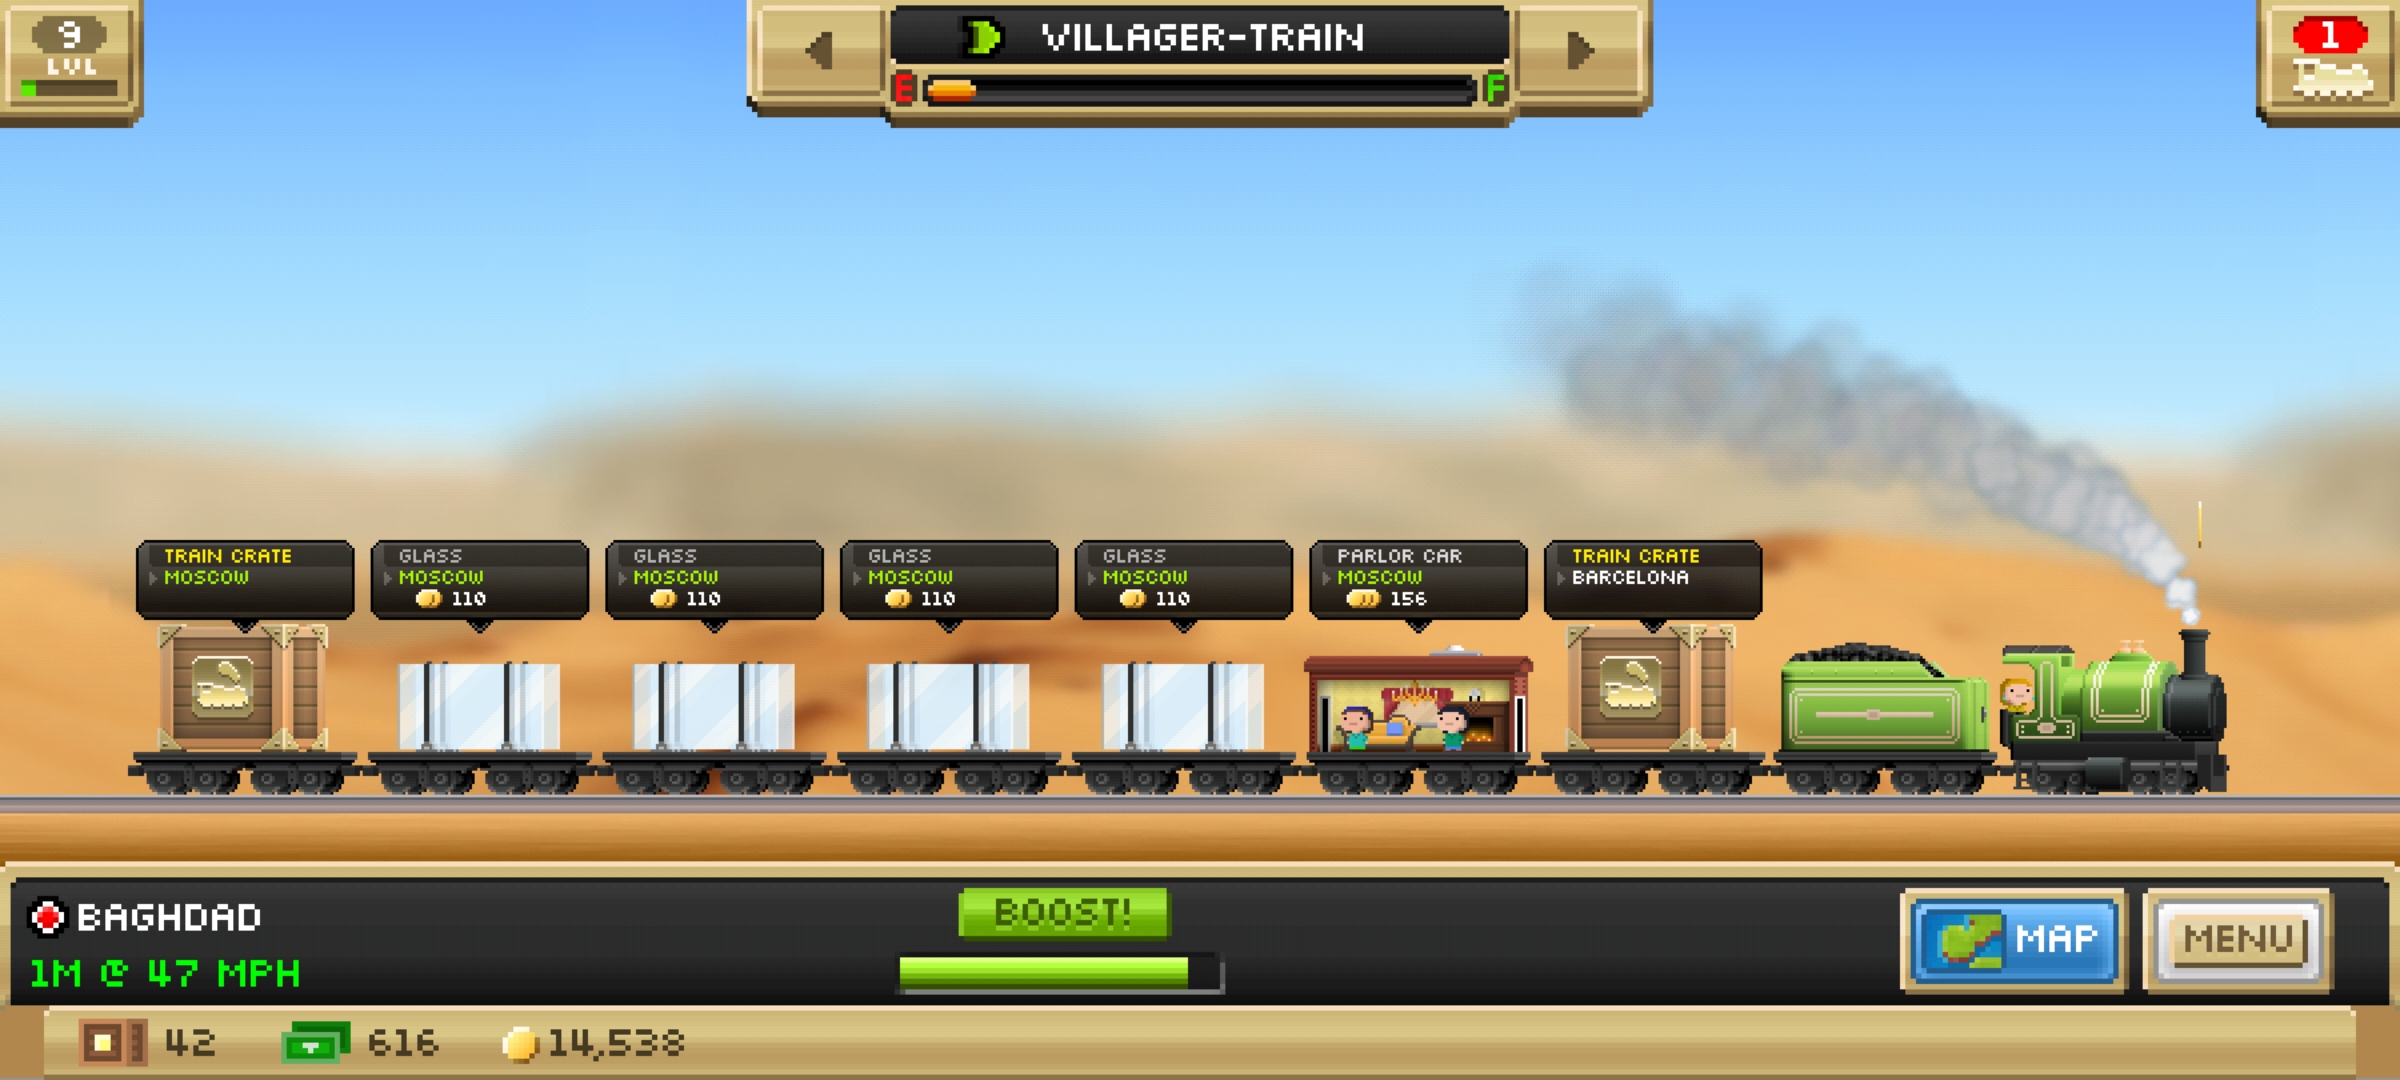 9
LVL
VILLAGER-TRAIN
E F
1
TRAIN CRATE
MOSCOW
GLASS
MOSCOW
110
GLASS
MOSCOW
110
GLASS
MOSCOW
110
GLASS
MOSCOW
110
PARLOR CAR
MOSCOW
156
TRAIN CRATE
BARCELONA
BAGHDAD
1M @ 47 MPH
BOOST!
MAP
MENU
42
616
14,538